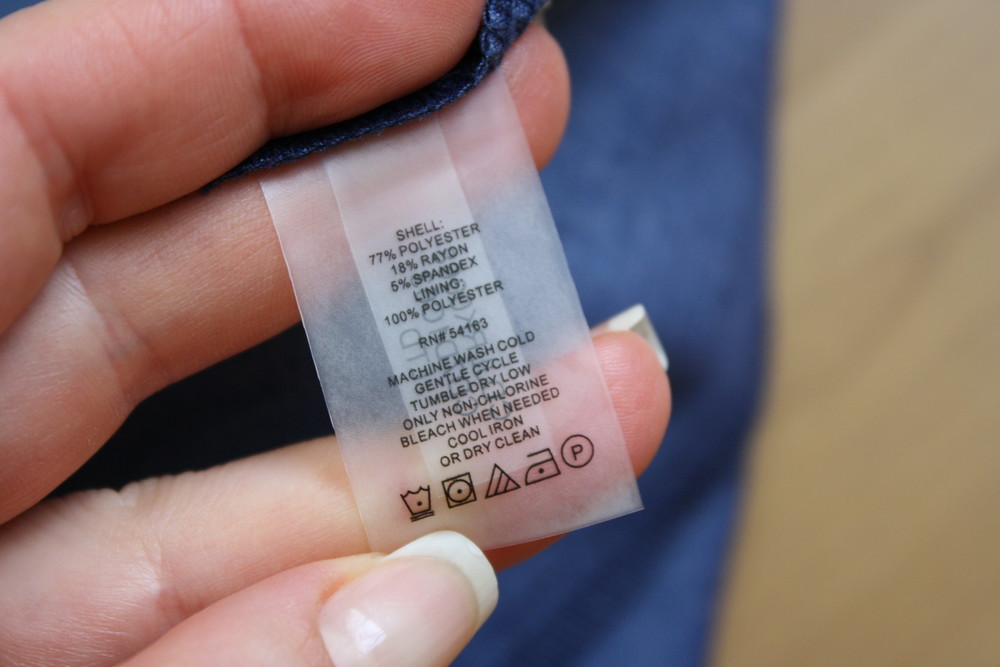 SHELL:
77% POLYESTER
18% RAYON
5% SPANDEX
LINING:
100% POLYESTER
RN# 54163
MACHINE WASH COLD
GENTLE CYCLE
TUMBLE DRY LOW
ONLY NON-CHLORINE
BLEACH WHEN NEEDED
COOL IRON
OR DRY CLEAN
P